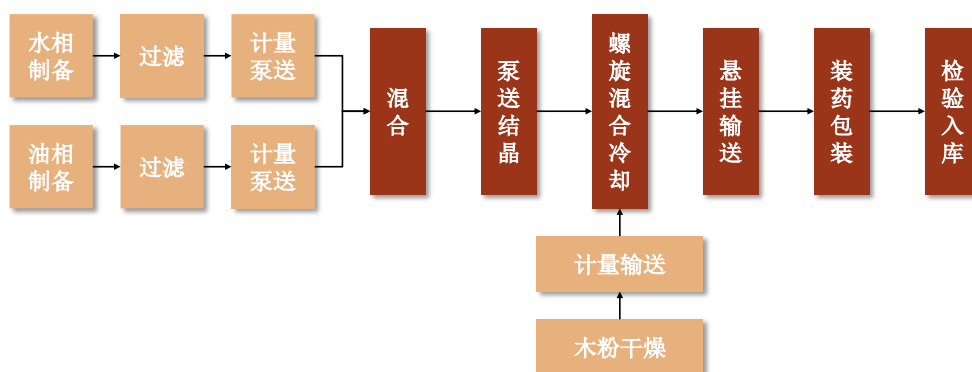 水相
制备
过滤
计量
泵送
油相
制备
过滤
计量
泵送
混合
泵送结晶
螺旋混合冷却
悬挂输送
装药包装
检验入库
计量输送
木粉干燥